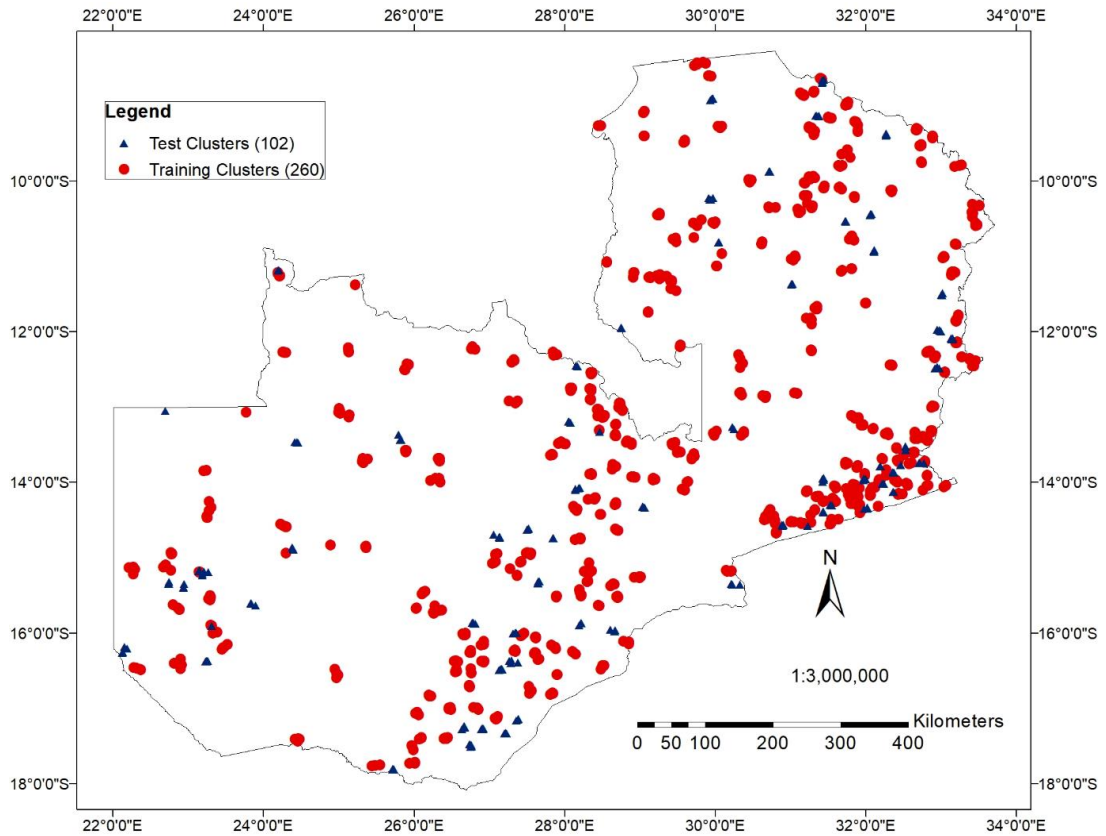 22°0'0"E 24°0'0"E 26°0'0"E 28°0'0"E 30°0'0"E 32°0'0"E 34°0'0"E
Legend
Test Clusters (102)
Training Clusters (260)
10°0'0"S 10°0'0"S
12°0'0"S 12°0'0"S
14°0'0"S 14°0'0"S
N
16°0'0"S 16°0'0"S
1:3,000,000
Kilometers
0 50 100 200 300 400
18°0'0"S 18°0'0"S
22°0'0"E 24°0'0"E 26°0'0"E 28°0'0"E 30°0'0"E 32°0'0"E 34°0'0"E